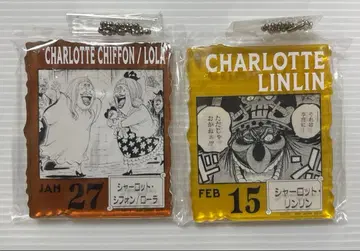 CHARLOTTE CHIFFON / LOLA
JAN 27
シャーロット・
シフォン/ローラ
CHARLOTTE
LINLIN
FEB 15
シャーロット・
リンリン